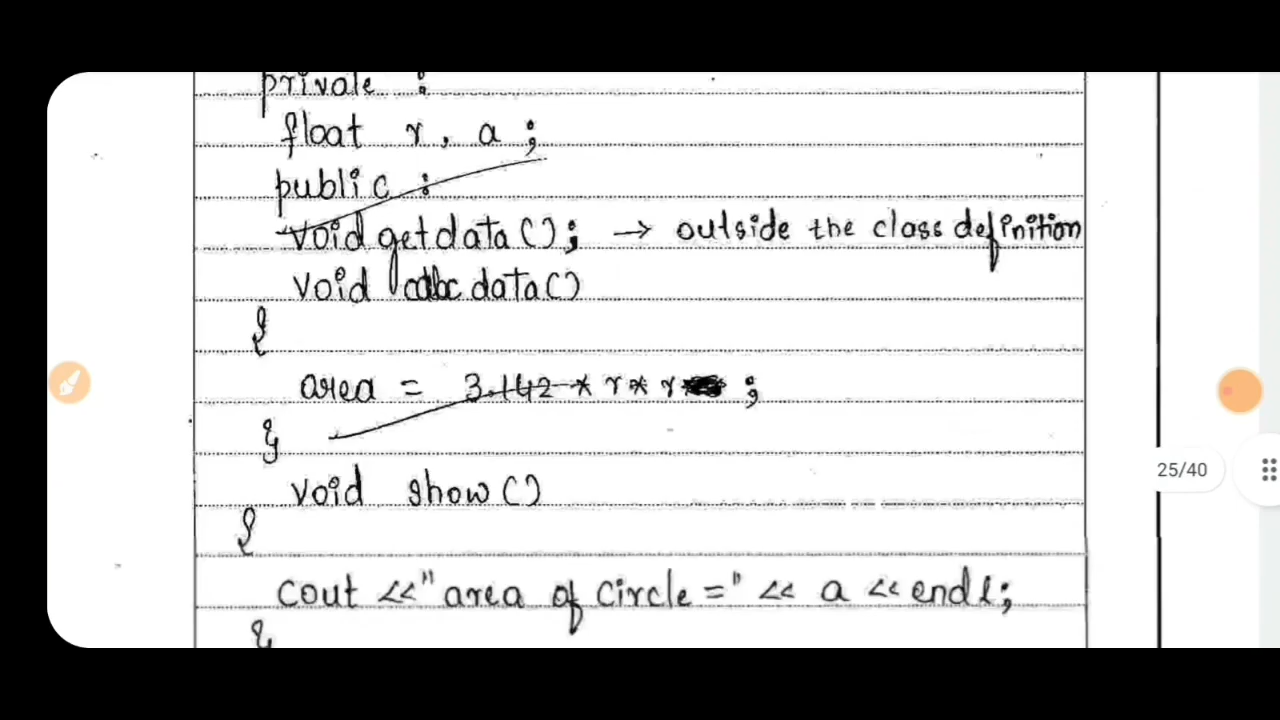 private :
float r, a ;
public :
void getdata(); → outside the class definition
void data()
{
area = 3.142 * r * r ;
}
void show()
{
cout <<" area of circle =" << a << endl;
}
25/40